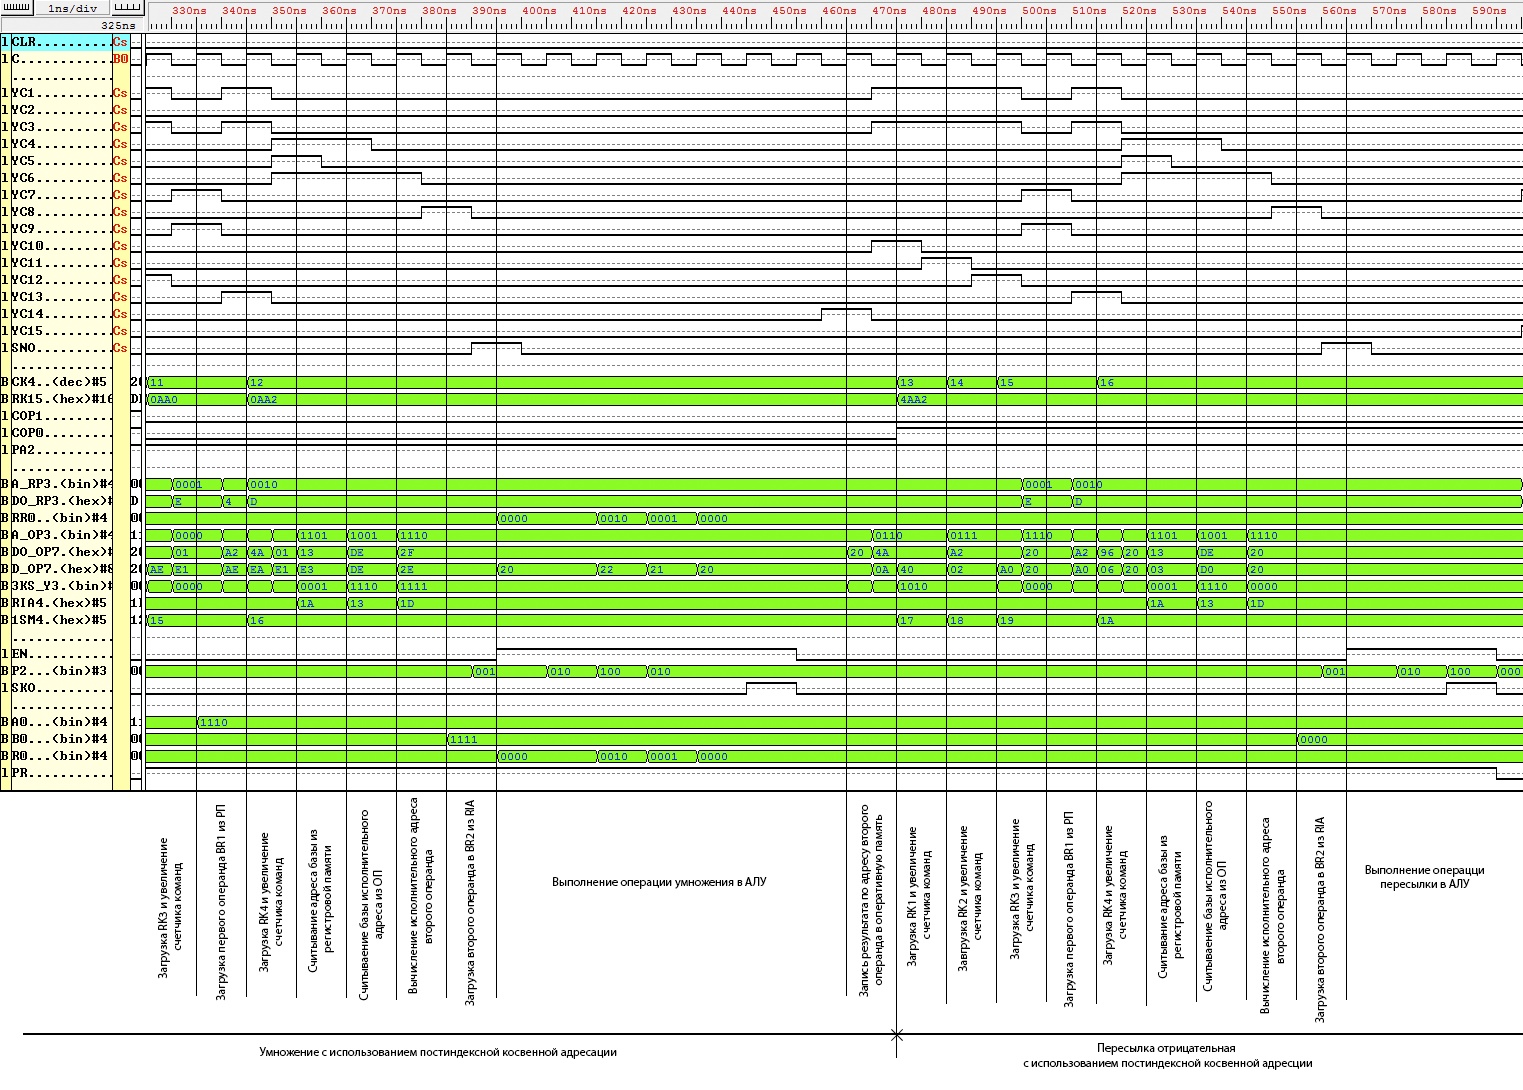 1ns/div
325ns
330ns 340ns 350ns 360ns 370ns 380ns 390ns 400ns 410ns 420ns 430ns 440ns 450ns 460ns 470ns 480ns 490ns 500ns 510ns 520ns 530ns 540ns 550ns 560ns 570ns 580ns 590ns
1 CLR.......... Cs
1 C............ B0
1 YC1.......... Cs
1 YC2.......... Cs
1 YC3.......... Cs
1 YC4.......... Cs
1 YC5.......... Cs
1 YC6.......... Cs
1 YC7.......... Cs
1 YC8.......... Cs
1 YC9.......... Cs
1 YC10......... Cs
1 YC11......... Cs
1 YC12......... Cs
1 YC13......... Cs
1 YC14......... Cs
1 YC15......... Cs
1 SNO.......... Cs
B CK4..(dec)#5 11 12 13 14 15 16
B RK15.(hex)#16 0AA0 0AA2 4AA2
1 COP1
1 COP0
1 PA2
B A_RP3.(bin)#4 0001 0010 0001 0010
B DO_RP3.(hex) E 4 D E D
B RR0..(bin)#4 0000 0010 0001 0000
B A_OP3.(bin)#4 0000 1101 1001 1110 0110 0111 1110 1101 1001 1110
B DO_OP7.(hex) 01 A2 4A 01 13 DE 2F 20 4A A2 20 A2 96 20 13 DE 20
B D_OP7.(hex)#8 AE E1 AE EA E1 E3 DE 2E 20 22 21 20 0A 40 02 A0 20 A0 06 20 03 D0 20
B 3KS_Y3.(bin) 0000 0001 1110 1111 1010 0000 0001 1110 0000
B RIA4.(hex)#5 1A 13 1D 1A 13 1D
B 1SM4.(hex)#5 15 16 17 18 19 1A
1 EN
B P2...(bin)#3 001 010 100 010 001 010 100 000
1 SKO
B A0...(bin)#4 1110
B B0...(bin)#4 1111 0000
B R0...(bin)#4 0000 0010 0001 0000
1 PR
Загрузка RK3 и увеличение
счетчика команд
Загрузка первого операнда BR1 из РП
Загрузка RK4 и увеличение
счетчика команд
Считывание адреса базы из
регистровой памяти
Считываение базы исполнительного
адреса из ОП
Вычисление исполнительного адреса
второго операнда
Загрузка второго операнда в BR2 из RIA
Выполнение операции умножения в АЛУ
Запись результата по адресу второго
операнда в оперативную память
Загрузка RK1 и увеличение
счетчика команд
Завгрузка RK2 и увеличение
счетчика команд
Загрузка RK3 и увеличение
счетчика команд
Загрузка первого операнда BR1 из РП
Загрузка RK4 и увеличение
счетчика команд
Считывание адреса базы из
регистровой памяти
Считываение базы исполнительного
адреса из ОП
Вычисление исполнительного адреса
второго операнда
Загрузка второго операнда в BR2 из RIA
Выполнение операцци
пересылки в АЛУ
Умножение с использованием постиндексной косвенной адресации
Пересылка отрицательная
с использованием постиндексной косвенной адресции